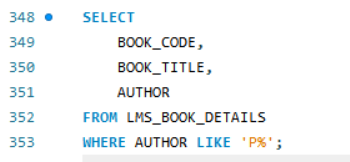 348 SELECT
349 BOOK_CODE,
350 BOOK_TITLE,
351 AUTHOR
352 FROM LMS_BOOK_DETAILS
353 WHERE AUTHOR LIKE 'P%';